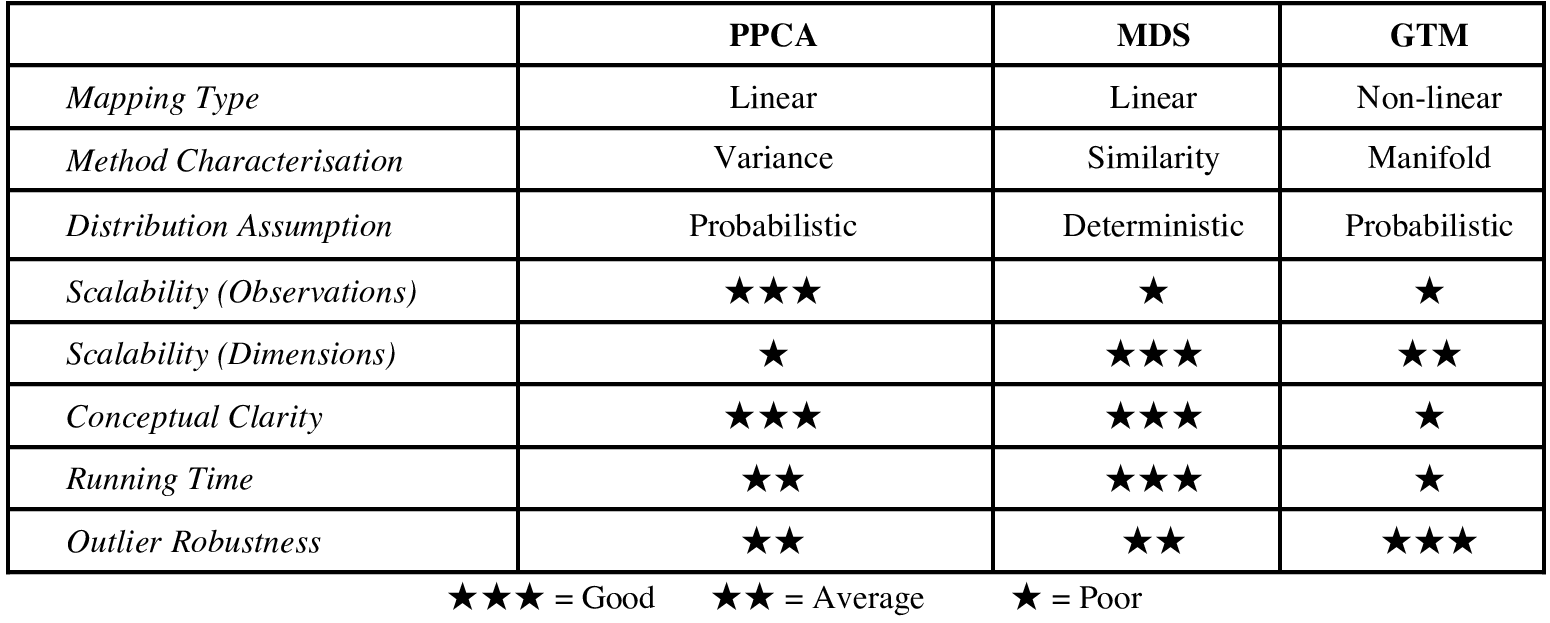 PPCA MDS GTM
Mapping Type Linear Linear Non-linear
Method Characterisation Variance Similarity Manifold
Distribution Assumption Probabilistic Deterministic Probabilistic
Scalability (Observations) ★★★ ★ ★
Scalability (Dimensions) ★ ★★★ ★★
Conceptual Clarity ★★★ ★★★ ★
Running Time ★★ ★★★ ★
Outlier Robustness ★★ ★★ ★★★
★★★ = Good ★★ = Average ★ = Poor